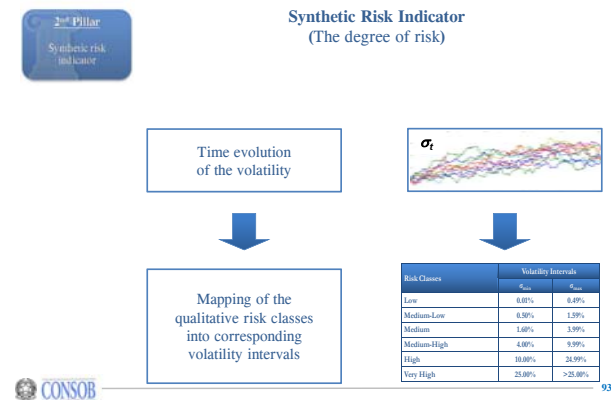 2nd Pillar
Synthetic risk
indicator
Synthetic Risk Indicator
(The degree of risk)
Time evolution
of the volatility
σt
Mapping of the
qualitative risk classes
into corresponding
volatility intervals
Risk Classes Volatility Intervals
σmin σmax
Low 0.01% 0.49%
Medium-Low 0.50% 1.59%
Medium 1.60% 3.99%
Medium-High 4.00% 9.99%
High 10.00% 24.99%
Very High 25.00% >25.00%
CONSOB
93